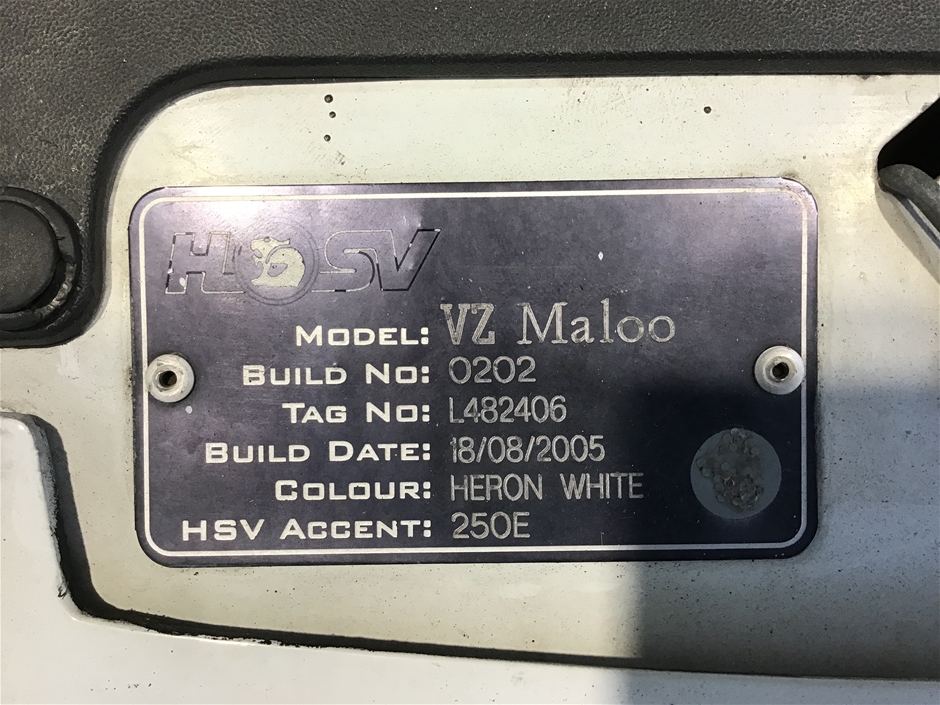 HSV
MODEL: VZ Maloo
BUILD NO: 0202
TAG NO: L482406
BUILD DATE: 18/08/2005
COLOUR: HERON WHITE
HSV ACCENT: 250E